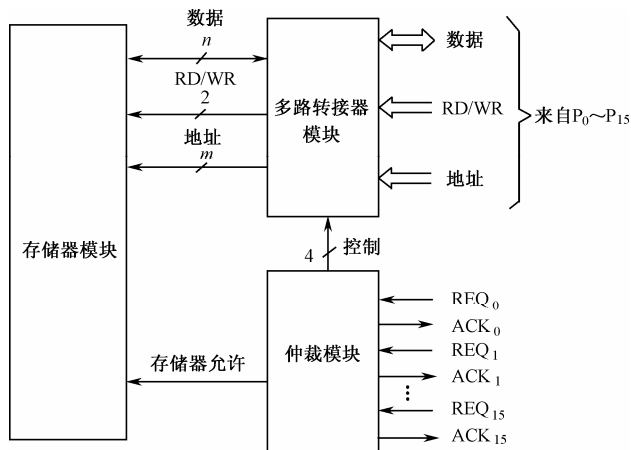 数据
n
RD/WR
2
地址
m
存储器模块
多路转接器
模块
数据
RD/WR
地址
来自P₀～P₁₅
4
控制
仲裁模块
存储器允许
REQ₀
ACK₀
REQ₁
ACK₁
⋮
REQ₁₅
ACK₁₅